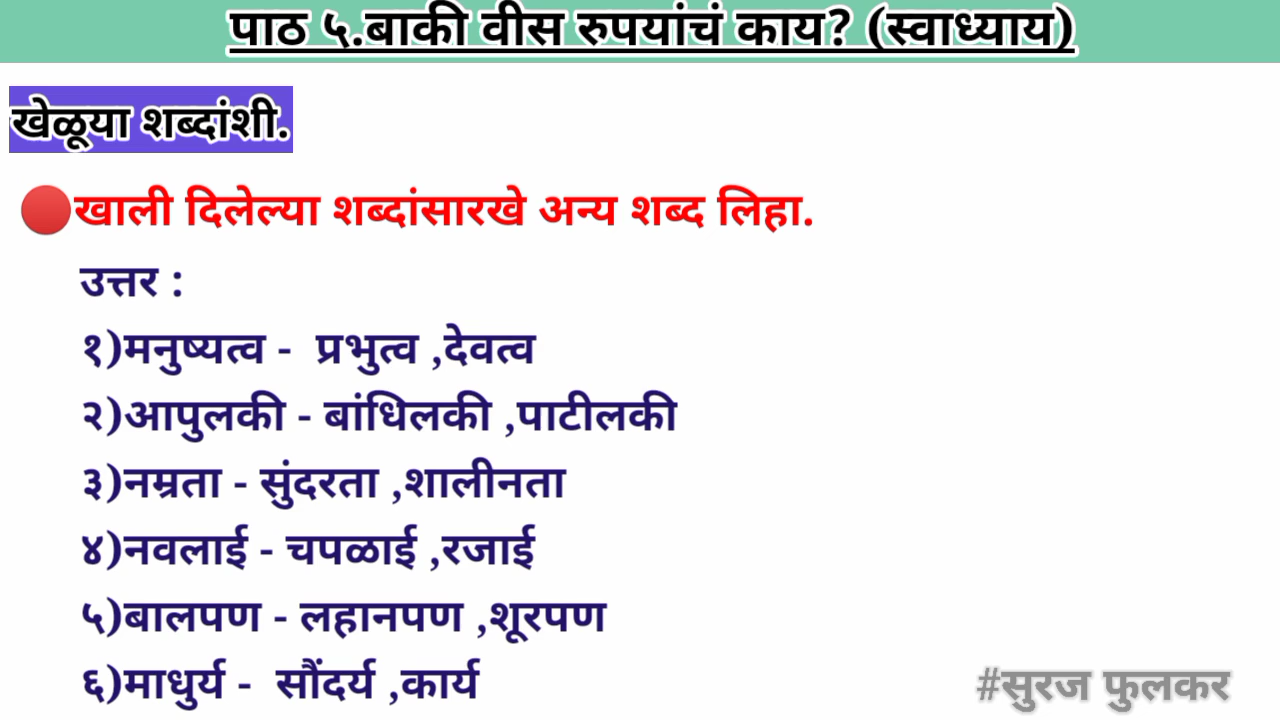 पाठ ५.बाकी वीस रुपयांचं काय? (स्वाध्याय)
खेळूया शब्दांशी.
🔴खाली दिलेल्या शब्दांसारखे अन्य शब्द लिहा.
उत्तर :
१)मनुष्यत्व - प्रभुत्व ,देवत्व
२)आपुलकी - बांधिलकी ,पाटीलकी
३)नम्रता - सुंदरता ,शालीनता
४)नवलाई - चपळाई ,रजाई
५)बालपण - लहानपण ,शूरपण
६)माधुर्य - सौंदर्य ,कार्य
#सुरज फुलकर